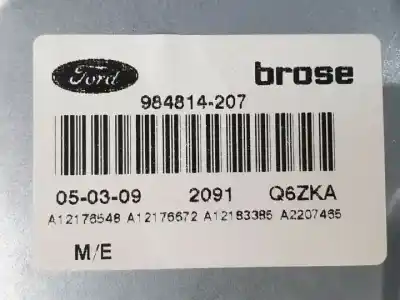 Ford brose
984814-207
05-03-09 2091 Q6ZKA
A12176548 A12176672 A12183385 A2207465
M/E